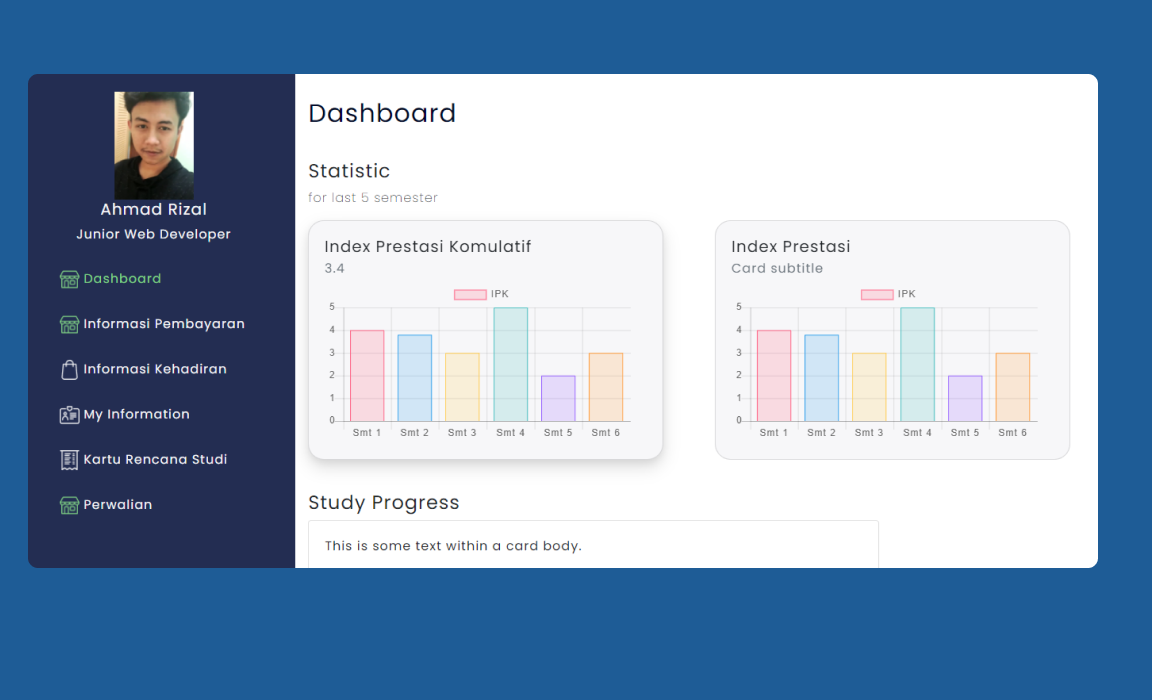 Ahmad Rizal
Junior Web Developer
Dashboard
Informasi Pembayaran
Informasi Kehadiran
My Information
Kartu Rencana Studi
Perwalian
Dashboard
Statistic
for last 5 semester
Index Prestasi Komulatif
3.4
IPK
5
4
3
2
1
0
Smt 1 Smt 2 Smt 3 Smt 4 Smt 5 Smt 6
Index Prestasi
Card subtitle
IPK
5
4
3
2
1
0
Smt 1 Smt 2 Smt 3 Smt 4 Smt 5 Smt 6
Study Progress
This is some text within a card body.